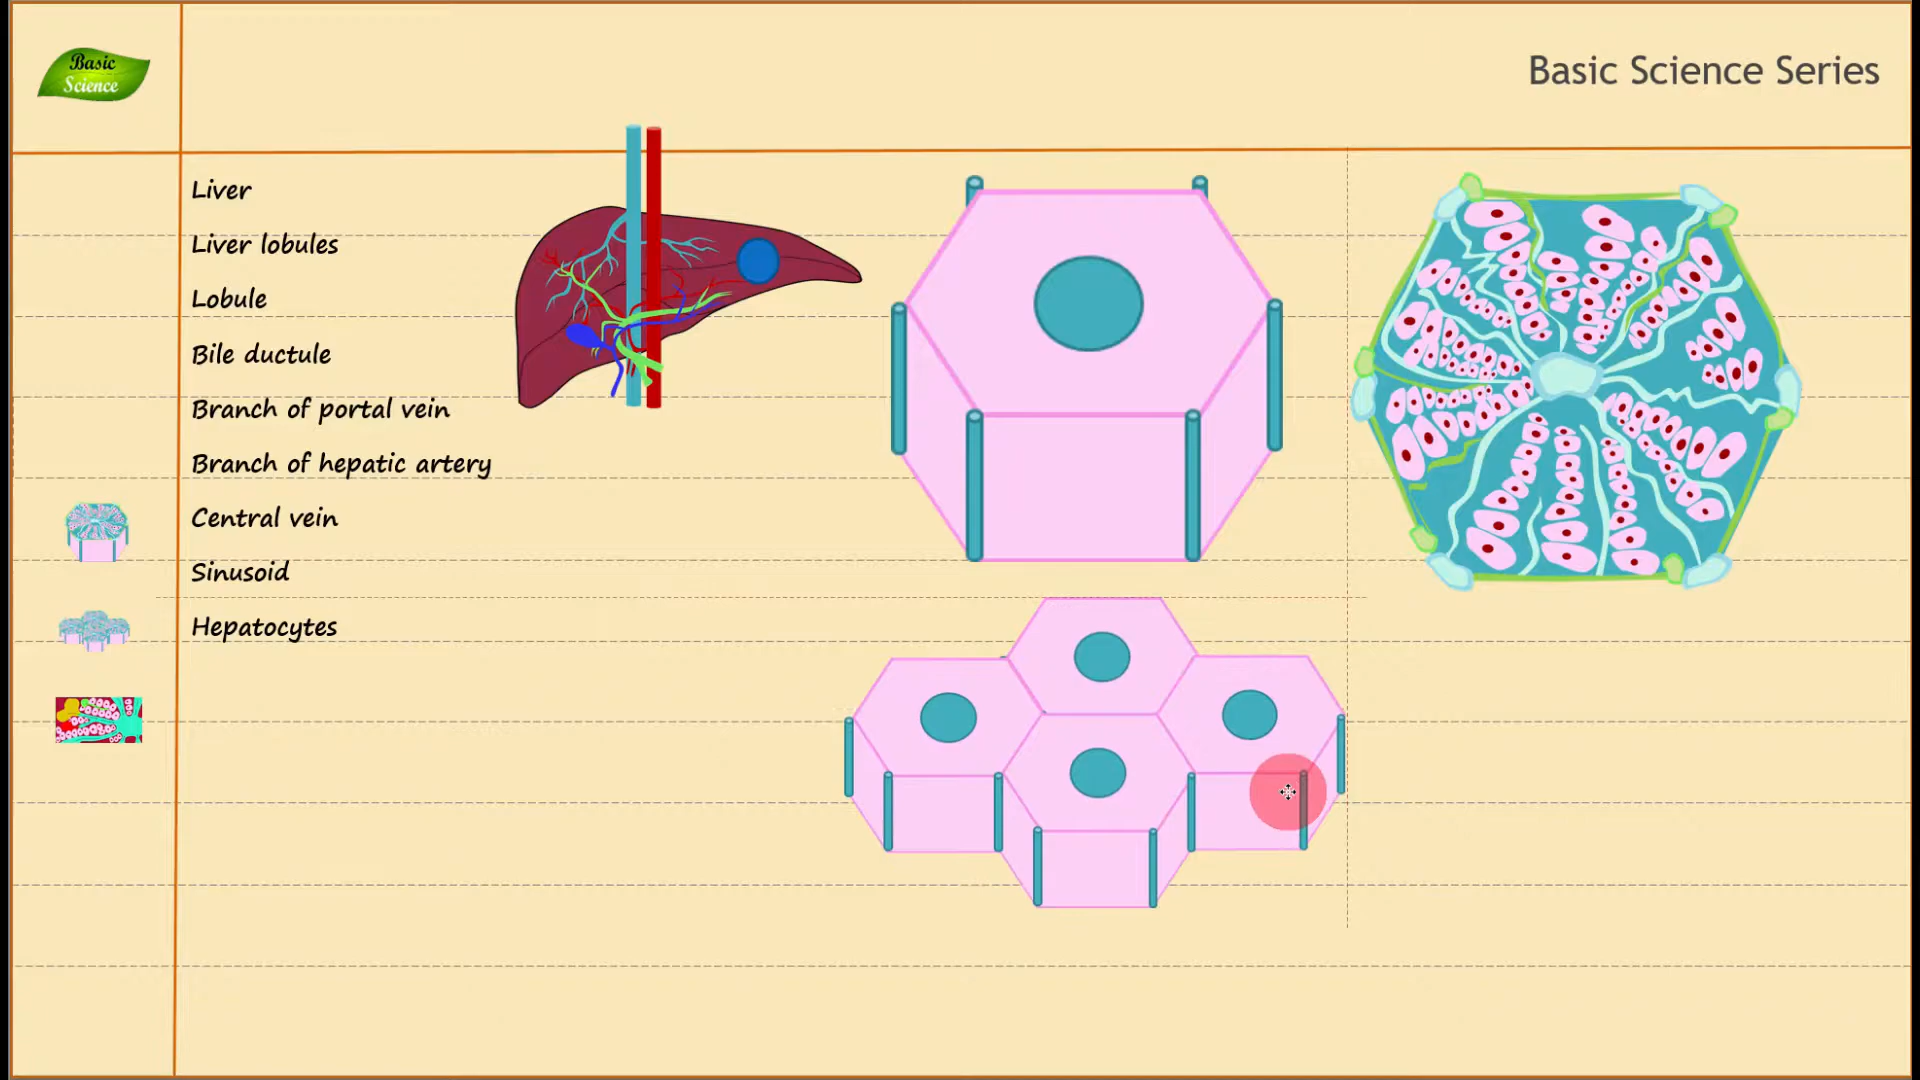 Basic
Science
Basic Science Series
Liver
Liver lobules
Lobule
Bile ductule
Branch of portal vein
Branch of hepatic artery
Central vein
Sinusoid
Hepatocytes